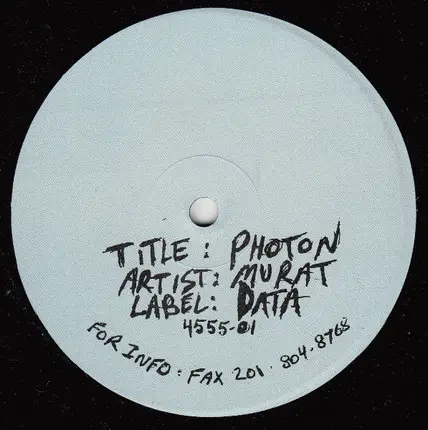 TITLE : PHOTON
ARTIST: MURAT
LABEL: DATA
4555-01
FOR INFO: FAX 201 · 804-8768